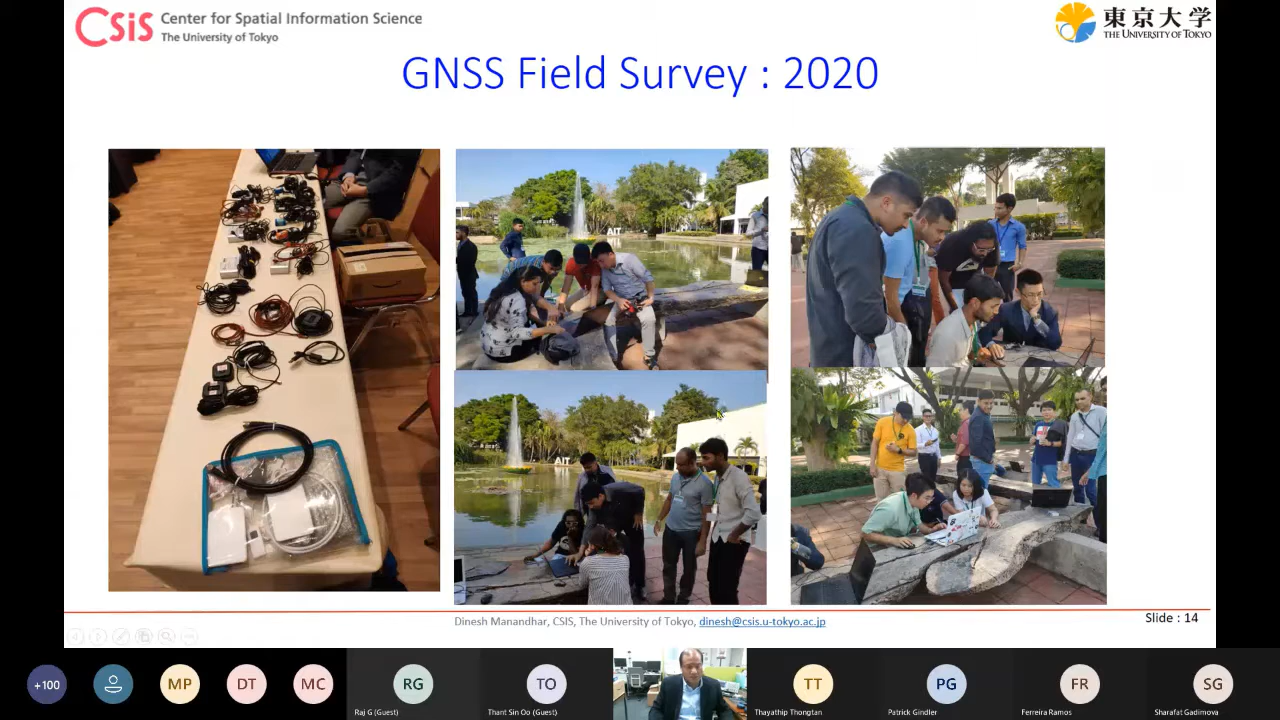 CSiS Center for Spatial Information Science
The University of Tokyo
東京大学
THE UNIVERSITY OF TOKYO
GNSS Field Survey : 2020
AIT
AIT
Dinesh Manandhar, CSIS, The University of Tokyo, dinesh@csis.u-tokyo.ac.jp
Slide : 14
+100
MP
DT
MC
RG
Raj G (Guest)
TO
Thant Sin Oo (Guest)
TT
Thayathip Thongtan
PG
Patrick Gindler
FR
Ferreira Ramos
SG
Sharafat Gadimova